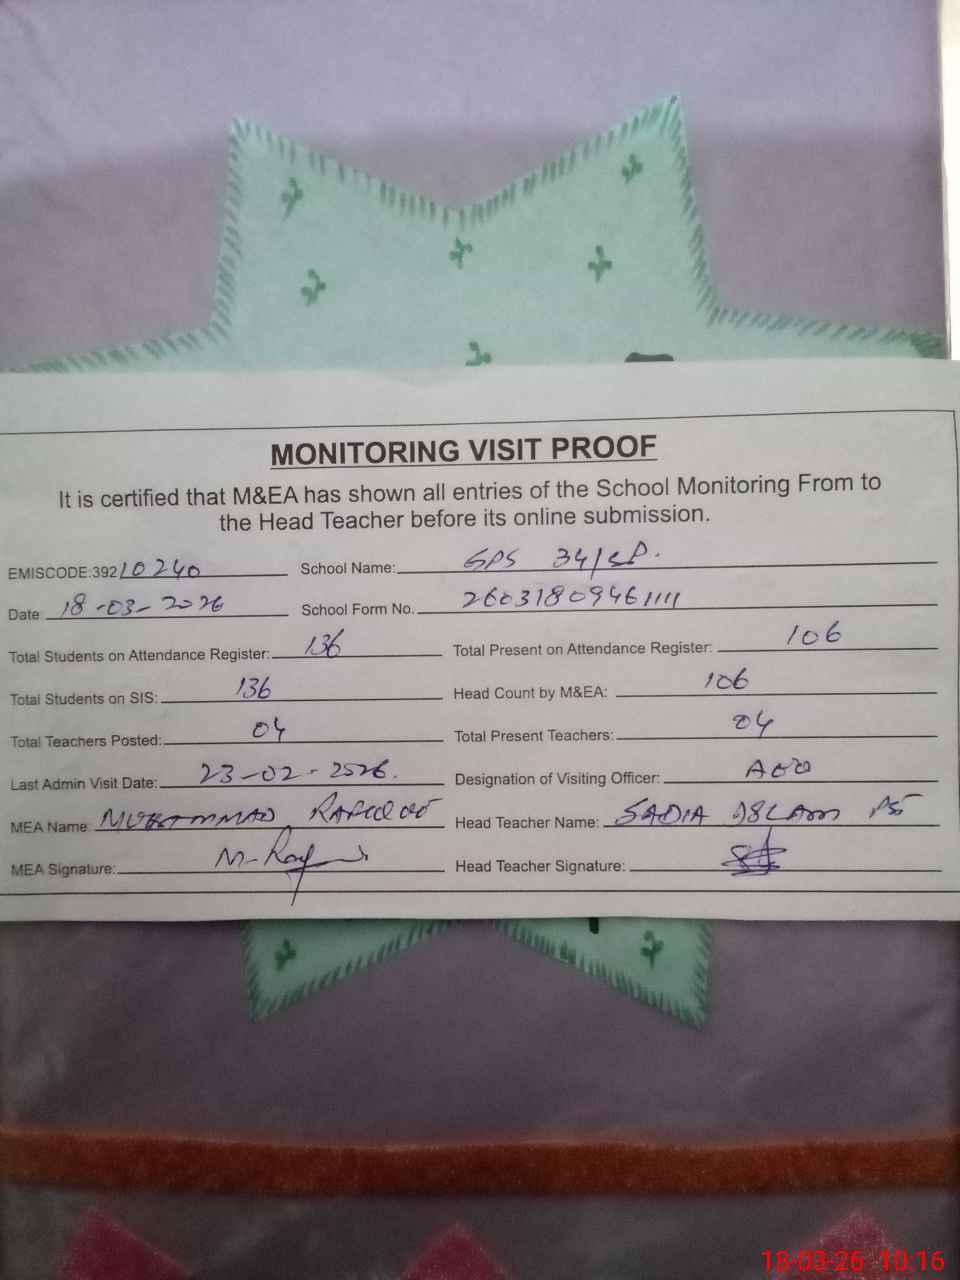 MONITORING VISIT PROOF
It is certified that M&EA has shown all entries of the School Monitoring From to
the Head Teacher before its online submission.
EMISCODE:39210240 School Name: GPS 34/SP.
Date 18-03-2026 School Form No. 260318094611111
Total Students on Attendance Register: 136 Total Present on Attendance Register: 106
Total Students on SIS: 136 Head Count by M&EA: 106
Total Teachers Posted: 04 Total Present Teachers: 04
Last Admin Visit Date: 23-02-2026. Designation of Visiting Officer: AEO
MEA Name: MUHAMMAD Head Teacher Name: SADIA ISLAM
MEA Signature: Head Teacher Signature:
18-03-26 10:16